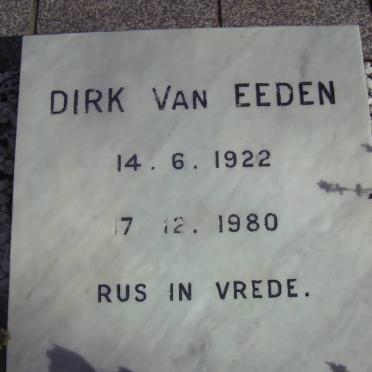 DIRK VAN EEDEN
14. 6. 1922
17 12. 1980
RUS IN VREDE.